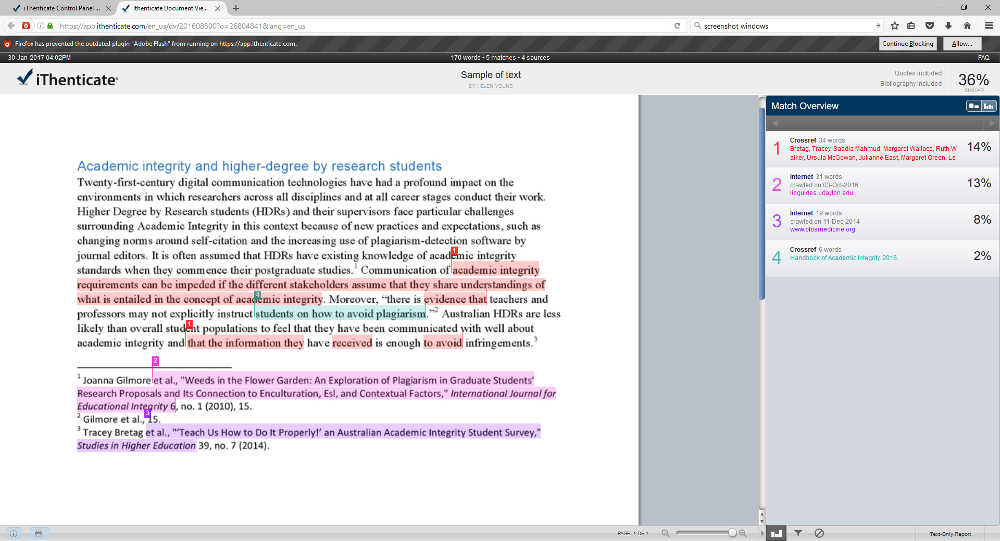 iThenticate Control Panel ...
Ithenticate Document Vie...
https://app.ithenticate.com/en_us/dv/201608300?o=26804841&lang=en_us
screenshot windows
Firefox has prevented the outdated plugin "Adobe Flash" from running on https://app.ithenticate.com.
Continue Blocking
Allow...
30-Jan-2017 04:02PM
170 words • 5 matches • 4 sources
FAQ
iThenticate®
Sample of text
BY HELEN YOUNG
Quotes Included
Bibliography Included
36%
SIMILAR
Academic integrity and higher-degree by research students
Twenty-first-century digital communication technologies have had a profound impact on the
environments in which researchers across all disciplines and at all career stages conduct their work.
Higher Degree by Research students (HDRs) and their supervisors face particular challenges
surrounding Academic Integrity in this context because of new practices and expectations, such as
changing norms around self-citation and the increasing use of plagiarism-detection software by
1
journal editors. It is often assumed that HDRs have existing knowledge of academic integrity
standards when they commence their postgraduate studies.1 Communication of academic integrity
requirements can be impeded if the different stakeholders assume that they share understandings of
4
what is entailed in the concept of academic integrity. Moreover, “there is evidence that teachers and
professors may not explicitly instruct students on how to avoid plagiarism.”2 Australian HDRs are less
1
likely than overall student populations to feel that they have been communicated with well about
academic integrity and that the information they have received is enough to avoid infringements.3
2
1 Joanna Gilmore et al., "Weeds in the Flower Garden: An Exploration of Plagiarism in Graduate Students’
Research Proposals and Its Connection to Enculturation, Esl, and Contextual Factors," International Journal for
Educational Integrity 6, no. 1 (2010), 15.
3
2 Gilmore et al., 15.
3 Tracey Bretag et al., "‘Teach Us How to Do It Properly!’ an Australian Academic Integrity Student Survey,"
Studies in Higher Education 39, no. 7 (2014).
Match Overview
1
Crossref 34 words
Bretag, Tracey, Saadia Mahmud, Margaret Wallace, Ruth W
alker, Ursula McGowan, Julianne East, Margaret Green, Le
14%
2
Internet 31 words
crawled on 03-Oct-2016
libguides.udayton.edu
13%
3
Internet 19 words
crawled on 11-Dec-2014
www.plosmedicine.org
8%
4
Crossref 6 words
Handbook of Academic Integrity, 2016.
2%
PAGE: 1 OF 1
Text-Only Report